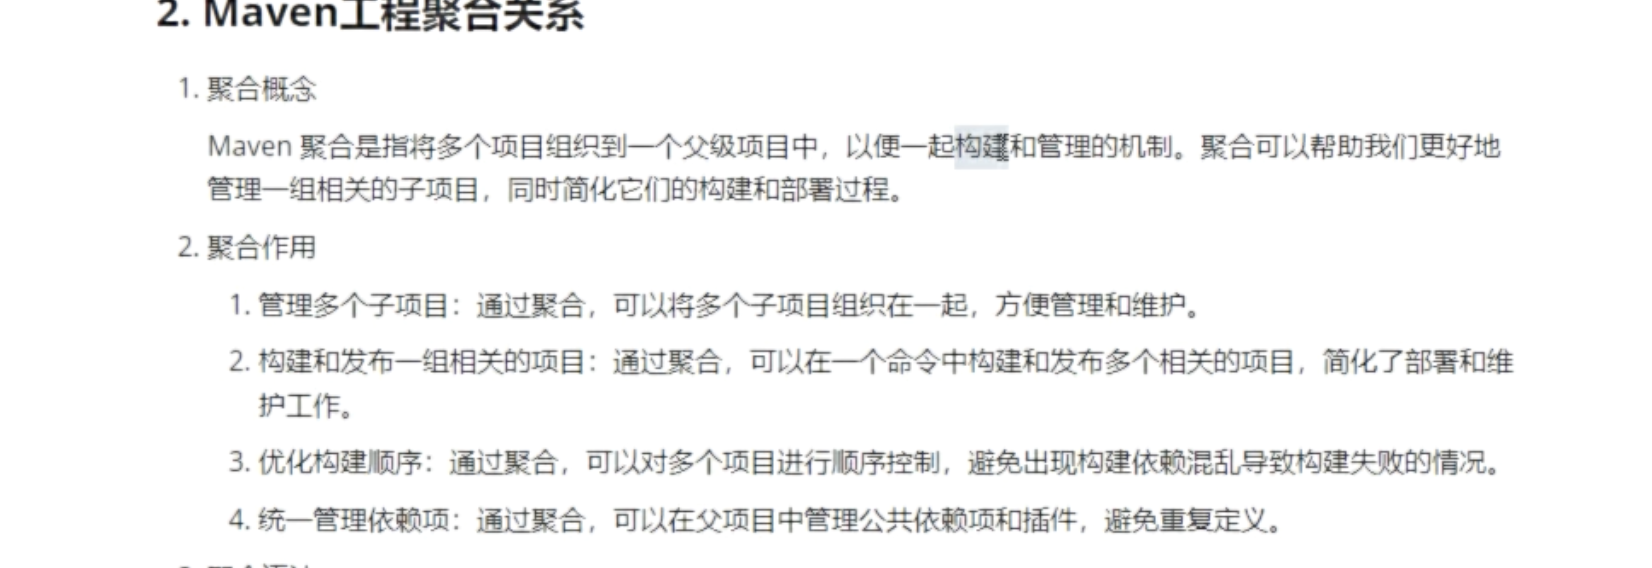 2. Maven工程聚合关系
1. 聚合概念
Maven 聚合是指将多个项目组织到一个父级项目中，以便一起构建和管理的机制。聚合可以帮助我们更好地
管理一组相关的子项目，同时简化它们的构建和部署过程。
2. 聚合作用
1. 管理多个子项目：通过聚合，可以将多个子项目组织在一起，方便管理和维护。
2. 构建和发布一组相关的项目：通过聚合，可以在一个命令中构建和发布多个相关的项目，简化了部署和维
护工作。
3. 优化构建顺序：通过聚合，可以对多个项目进行顺序控制，避免出现构建依赖混乱导致构建失败的情况。
4. 统一管理依赖项：通过聚合，可以在父项目中管理公共依赖项和插件，避免重复定义。